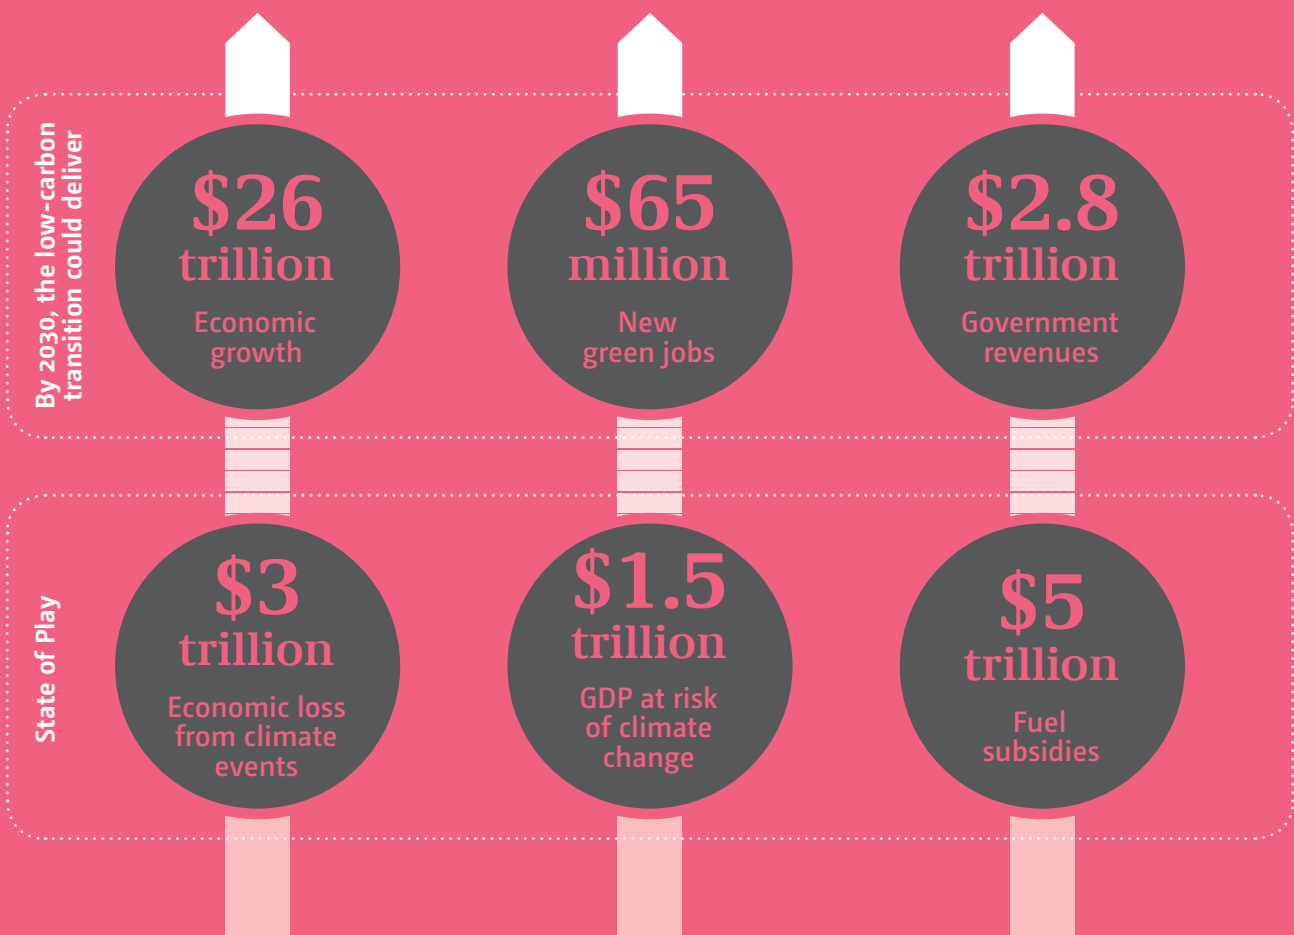 By 2030, the low-carbon
transition could deliver
$26
trillion
Economic
growth
$65
million
New
green jobs
$2.8
trillion
Government
revenues
State of Play
$3
trillion
Economic loss
from climate
events
$1.5
trillion
GDP at risk
of climate
change
$5
trillion
Fuel
subsidies